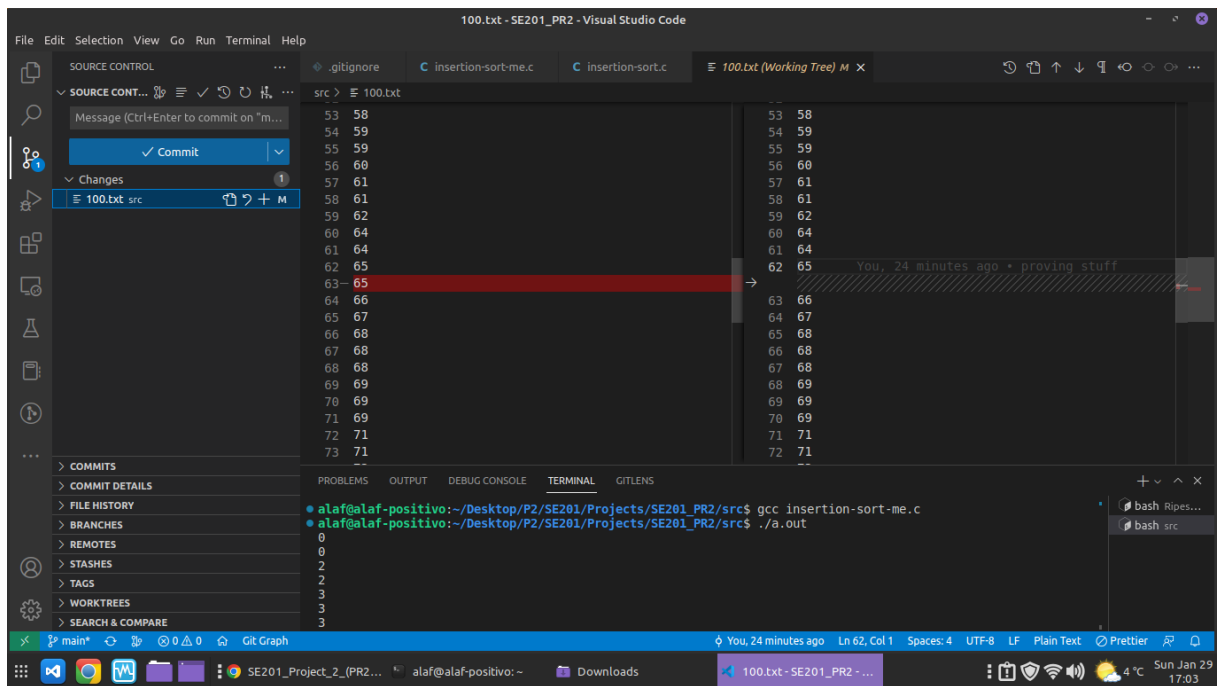 100.txt - SE201_PR2 - Visual Studio Code
File Edit Selection View Go Run Terminal Help
SOURCE CONTROL
.gitignore
C insertion-sort-me.c
C insertion-sort.c
100.txt (Working Tree) M
SOURCE CONT...
src > 100.txt
Message (Ctrl+Enter to commit on "m...
Commit
Changes 1
100.txt src M
53 58
54 59
55 59
56 60
57 61
58 61
59 62
60 64
61 64
62 65
63 65
64 66
65 67
66 68
67 68
68 68
69 69
70 69
71 69
72 71
73 71
53 58
54 59
55 59
56 60
57 61
58 61
59 62
60 64
61 64
62 65 You, 24 minutes ago • proving stuff
63 66
64 67
65 68
66 68
67 68
68 69
69 69
70 69
71 71
72 71
COMMITS
COMMIT DETAILS
FILE HISTORY
BRANCHES
REMOTES
STASHES
TAGS
WORKTREES
SEARCH & COMPARE
PROBLEMS OUTPUT DEBUG CONSOLE TERMINAL GITLENS
alaf@alaf-positivo:~/Desktop/P2/SE201/Projects/SE201_PR2/src$ gcc insertion-sort-me.c
alaf@alaf-positivo:~/Desktop/P2/SE201/Projects/SE201_PR2/src$ ./a.out
0
0
2
2
3
3
3
bash Ripes...
bash src
main* 0 0 Git Graph
You, 24 minutes ago Ln 62, Col 1 Spaces: 4 UTF-8 LF Plain Text Prettier
SE201_Project_2_(PR2...
alaf@alaf-positivo: ~
Downloads
100.txt - SE201_PR2 - ...
4 °C
Sun Jan 29
17:03